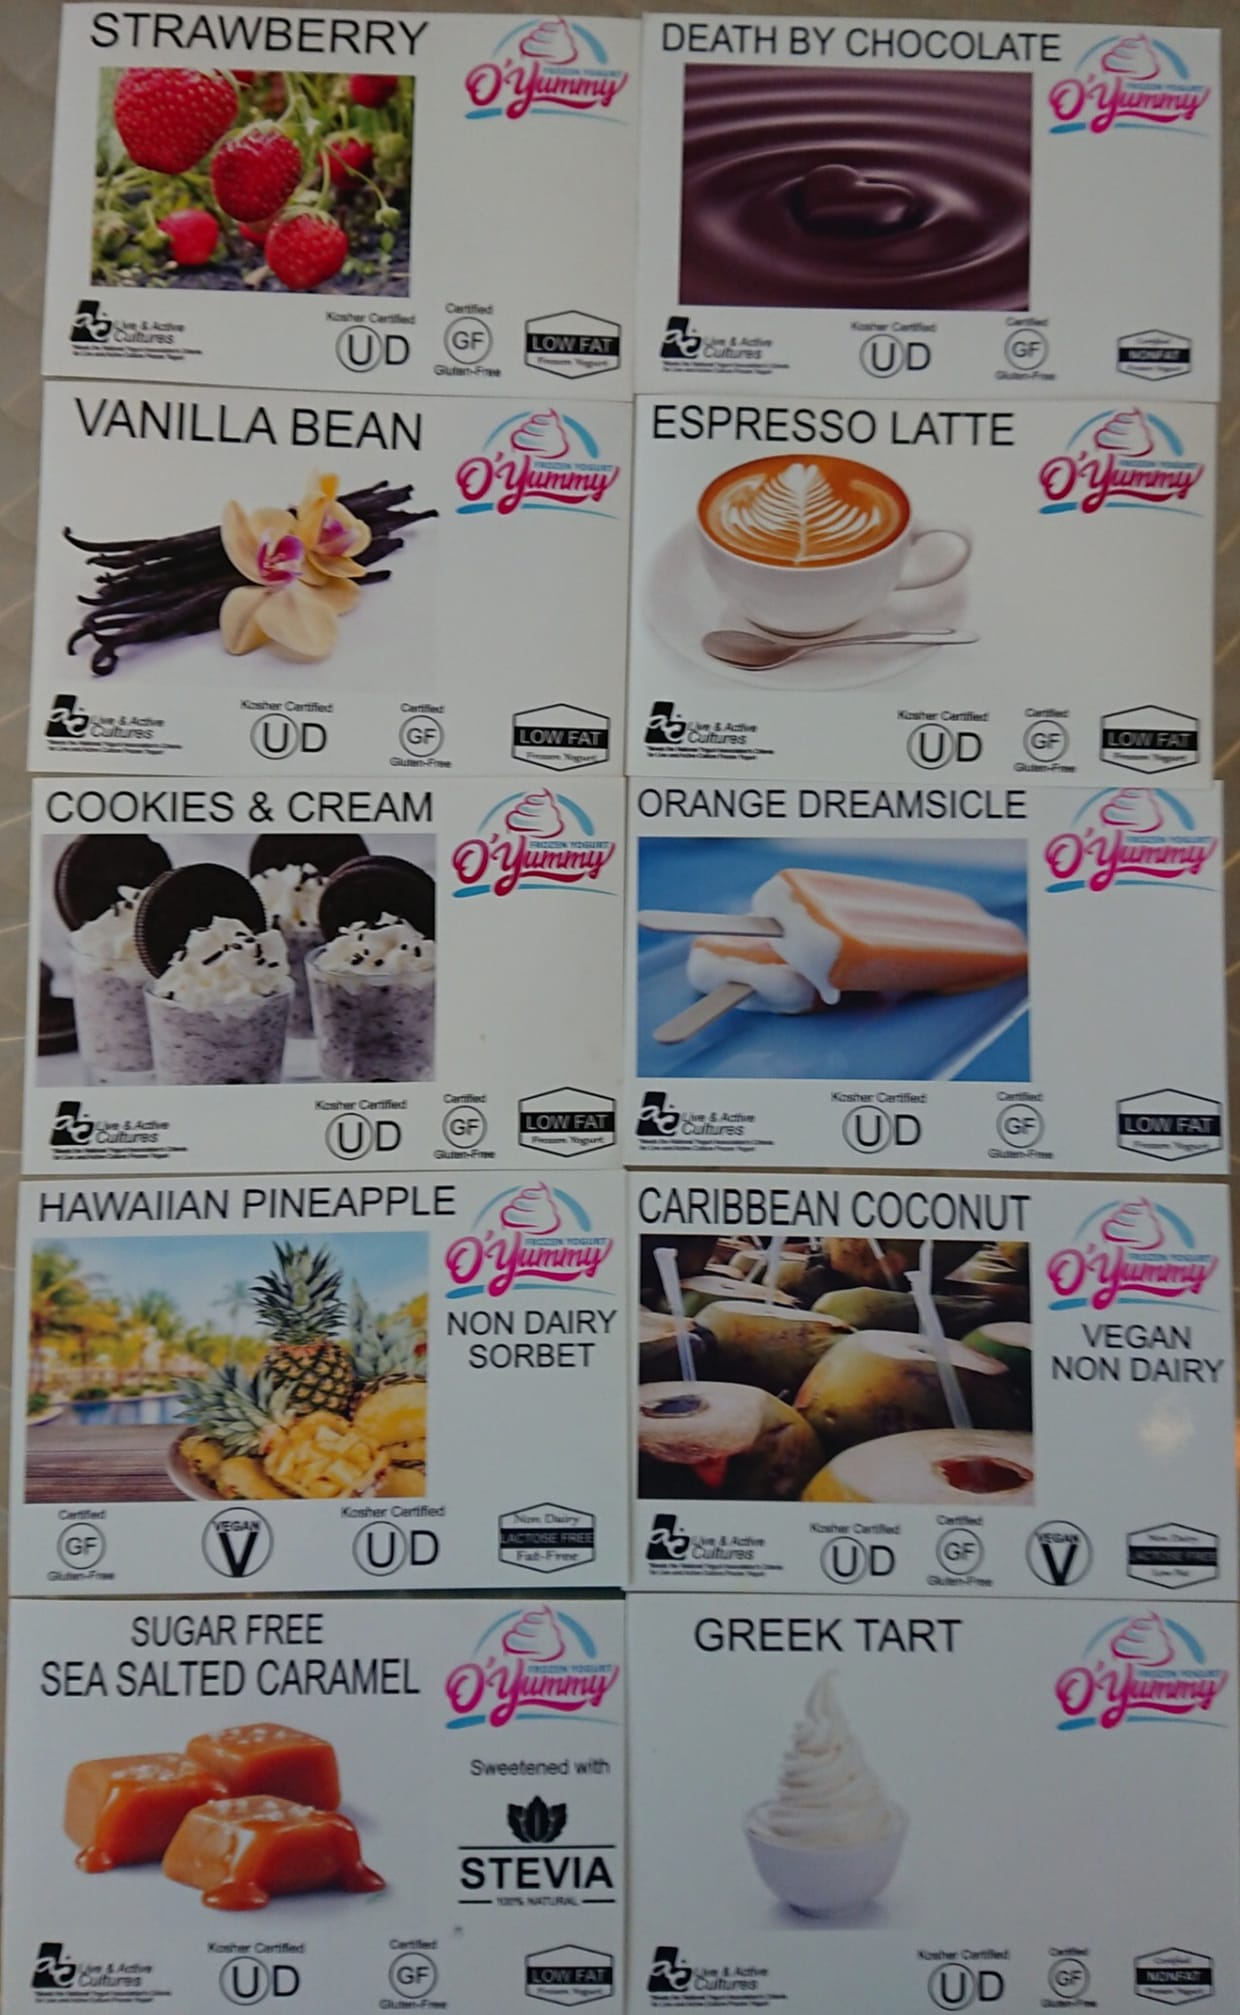 STRAWBERRY
FROZEN YOGURT
O'Yummy
Live & Active
Cultures
Kosher Certified
UD
Certified
GF
Gluten-Free
LOW FAT
Frozen Yogurt
DEATH BY CHOCOLATE
FROZEN YOGURT
O'Yummy
Live & Active
Cultures
Kosher Certified
UD
Certified
GF
Gluten-Free
Certified
NONFAT
Frozen Yogurt
VANILLA BEAN
FROZEN YOGURT
O'Yummy
Live & Active
Cultures
Kosher Certified
UD
Certified
GF
Gluten-Free
LOW FAT
Frozen Yogurt
ESPRESSO LATTE
FROZEN YOGURT
O'Yummy
Live & Active
Cultures
Kosher Certified
UD
Certified
GF
Gluten-Free
LOW FAT
Frozen Yogurt
COOKIES & CREAM
FROZEN YOGURT
O'Yummy
Live & Active
Cultures
Kosher Certified
UD
Certified
GF
Gluten-Free
LOW FAT
Frozen Yogurt
ORANGE DREAMSICLE
FROZEN YOGURT
O'Yummy
Live & Active
Cultures
Kosher Certified
UD
Certified
GF
Gluten-Free
LOW FAT
Frozen Yogurt
HAWAIIAN PINEAPPLE
FROZEN YOGURT
O'Yummy
NON DAIRY
SORBET
Certified
GF
Gluten-Free
VEGAN
V
Kosher Certified
UD
Non Dairy
LACTOSE FREE
Fat-Free
CARIBBEAN COCONUT
FROZEN YOGURT
O'Yummy
VEGAN
NON DAIRY
Live & Active
Cultures
Kosher Certified
UD
Certified
GF
Gluten-Free
VEGAN
V
Non Dairy
LACTOSE FREE
Low Fat
SUGAR FREE
SEA SALTED CARAMEL
FROZEN YOGURT
O'Yummy
Sweetened with
STEVIA
100% NATURAL
Live & Active
Cultures
Kosher Certified
UD
Certified
GF
Gluten-Free
LOW FAT
Frozen Yogurt
GREEK TART
FROZEN YOGURT
O'Yummy
Live & Active
Cultures
Kosher Certified
UD
Certified
GF
Gluten-Free
Certified
NONFAT
Frozen Yogurt